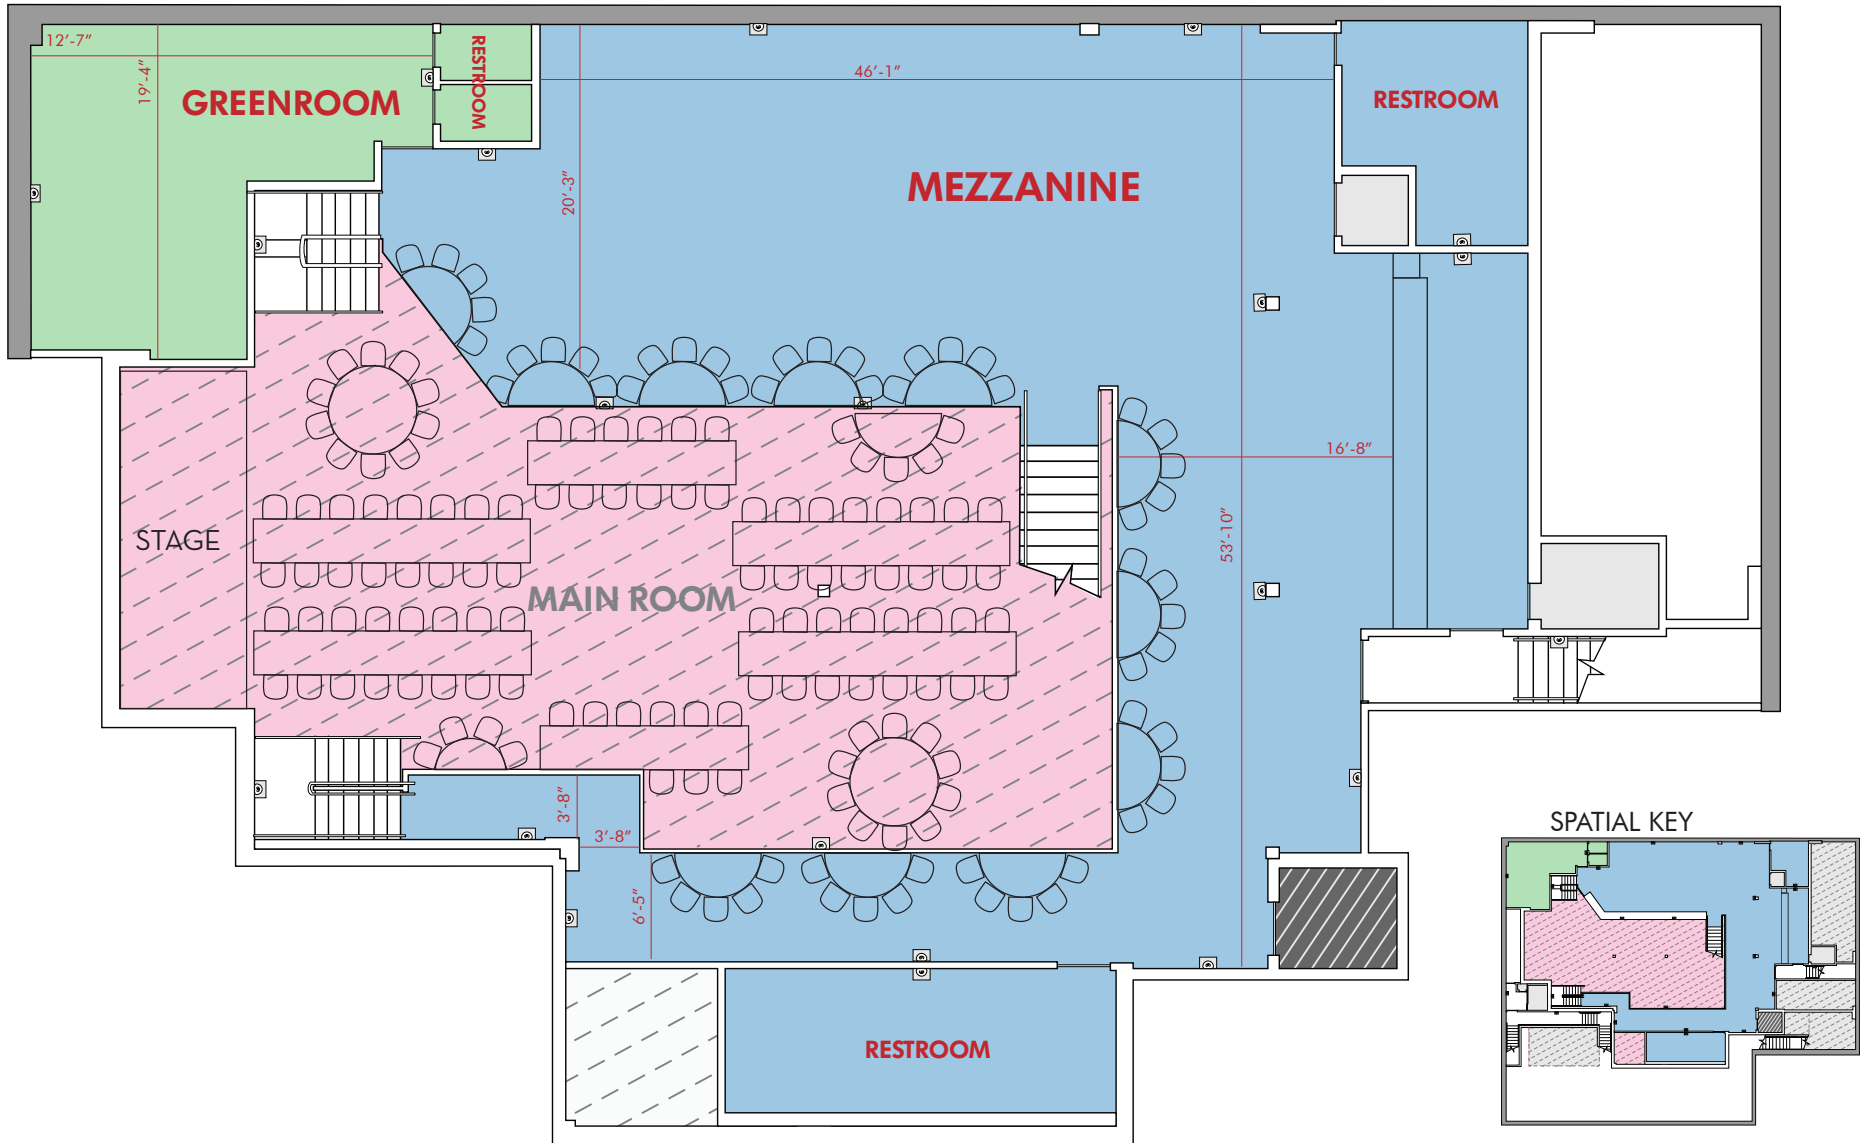 12'-7"
19'-4"
GREENROOM
RESTROOM
RESTROOM
46'-1"
RESTROOM
20'-3"
MEZZANINE
16'-8"
STAGE
53'-10"
MAIN ROOM
3'-8"
3'-8"
6'-5"
SPATIAL KEY
RESTROOM